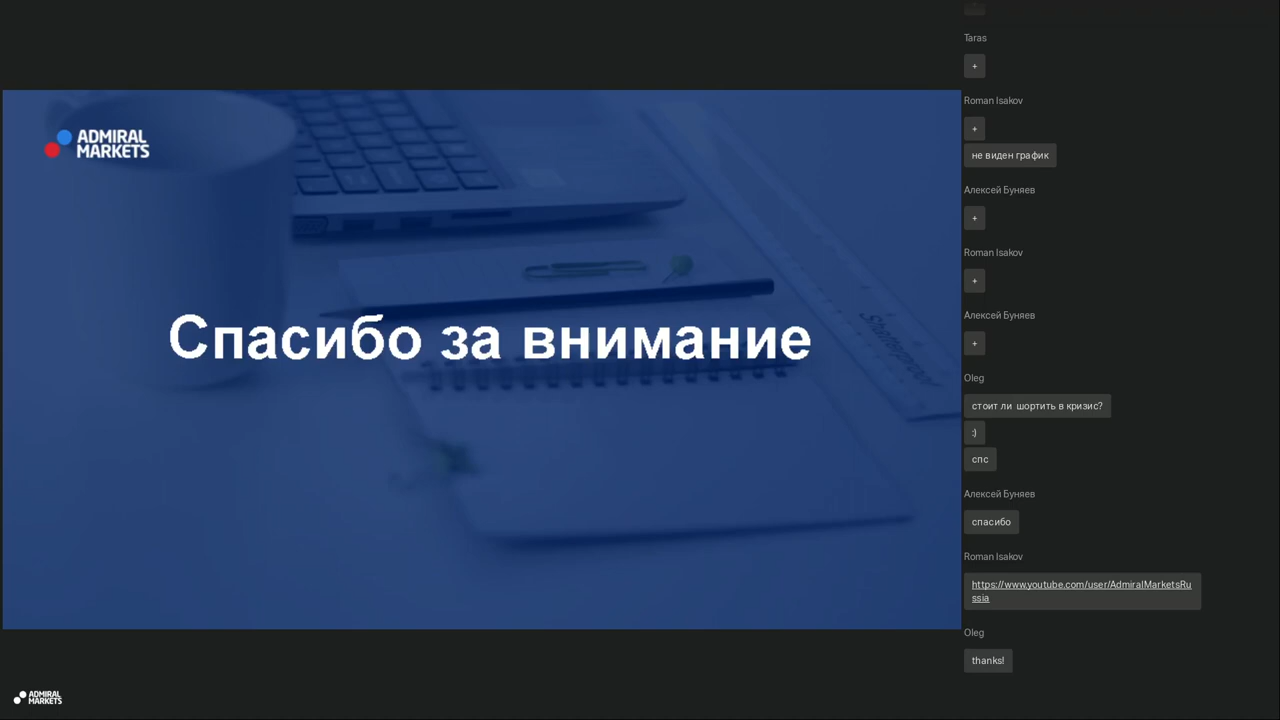 ADMIRAL
MARKETS
Спасибо за внимание
Shatterproof
ADMIRAL
MARKETS
Taras
+
Roman Isakov
+
не виден график
Алексей Буняев
+
Roman Isakov
+
Алексей Буняев
+
Oleg
стоит ли шортить в кризис?
:)
спс
Алексей Буняев
спасибо
Roman Isakov
https://www.youtube.com/user/AdmiralMarketsRu
ssia
Oleg
thanks!